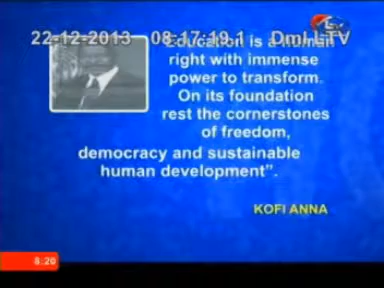 22-12-2013 08:17:19.1 DmLLTV
Education is a human
right with immense
power to transform.
On its foundation
rest the cornerstones
of freedom,
democracy and sustainable
human development”.
KOFI ANNA
8:20